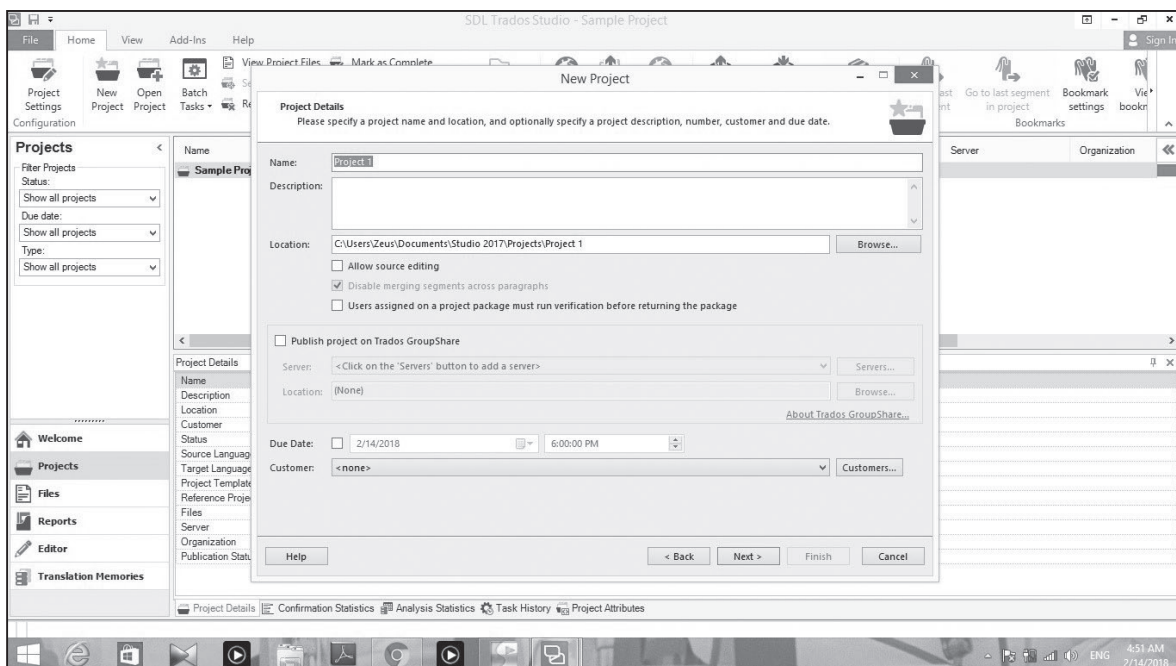 SDL Trados Studio - Sample Project
File Home View Add-Ins Help Sign In
Project Settings
New Project
Open Project
Batch Tasks
View Project Files
Mark as Complete
Go to last segment in project
Bookmark settings
Configuration
Bookmarks
New Project
Project Details
Please specify a project name and location, and optionally specify a project description, number, customer and due date.
Name: Project 1
Description:
Location: C:\Users\Zeus\Documents\Studio 2017\Projects\Project 1 Browse...
Allow source editing
Disable merging segments across paragraphs
Users assigned on a project package must run verification before returning the package
Publish project on Trados GroupShare
Server: <Click on the 'Servers' button to add a server> Servers...
Location: (None) Browse...
About Trados GroupShare...
Due Date: 2/14/2018 6:00:00 PM
Customer: <none> Customers...
Help < Back Next > Finish Cancel
Projects
Filter Projects
Status:
Show all projects
Due date:
Show all projects
Type:
Show all projects
Welcome
Projects
Files
Reports
Editor
Translation Memories
Name Server Organization
Sample Proj
Project Details
Name
Description
Location
Customer
Status
Source Languag
Target Language
Project Template
Reference Proje
Files
Server
Organization
Publication Statu
Project Details Confirmation Statistics Analysis Statistics Task History Project Attributes
ENG 4:51 AM
2/14/2018